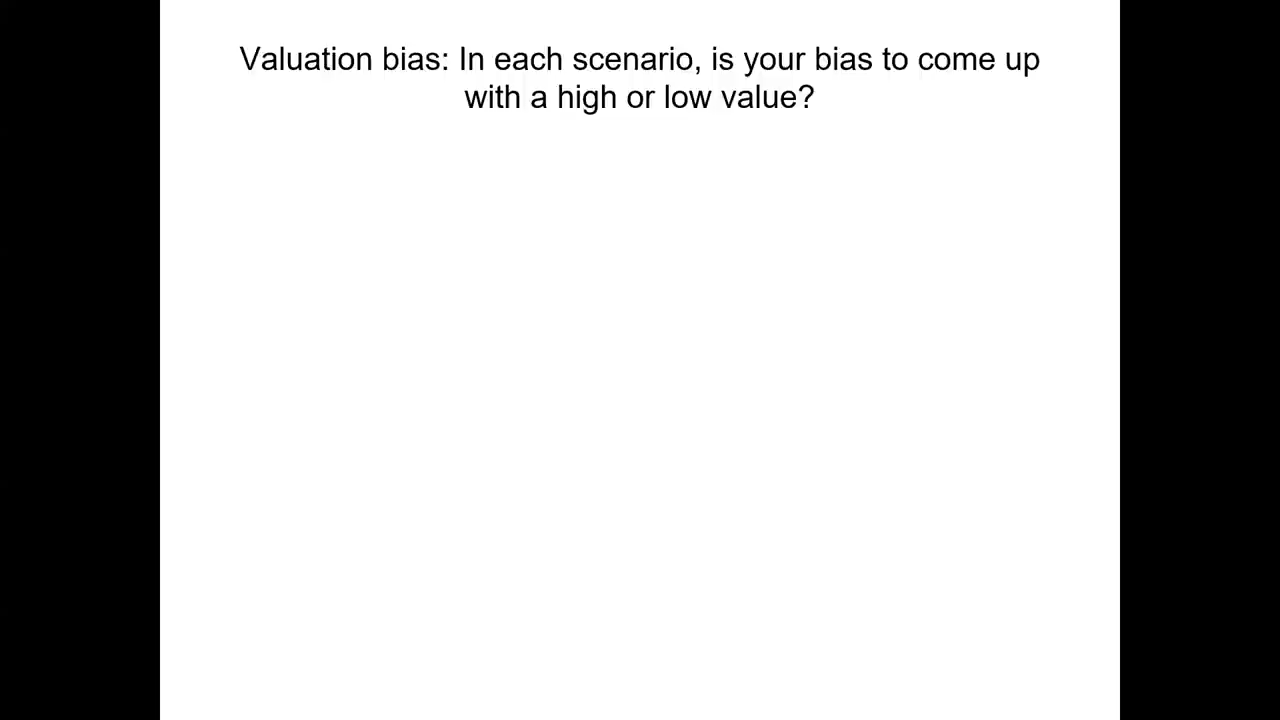 Valuation bias: In each scenario, is your bias to come up
with a high or low value?